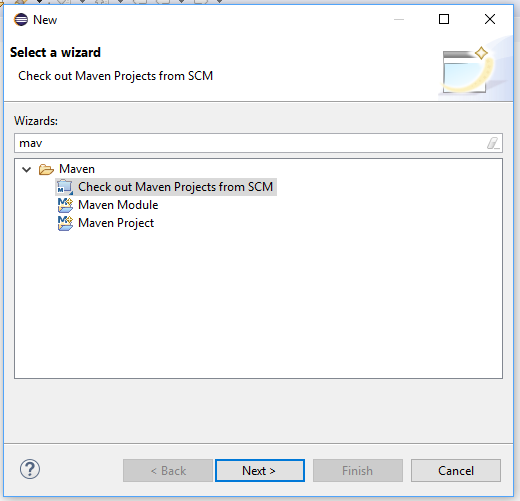 New
Select a wizard
Check out Maven Projects from SCM
Wizards:
mav
Maven
Check out Maven Projects from SCM
Maven Module
Maven Project
? < Back Next > Finish Cancel